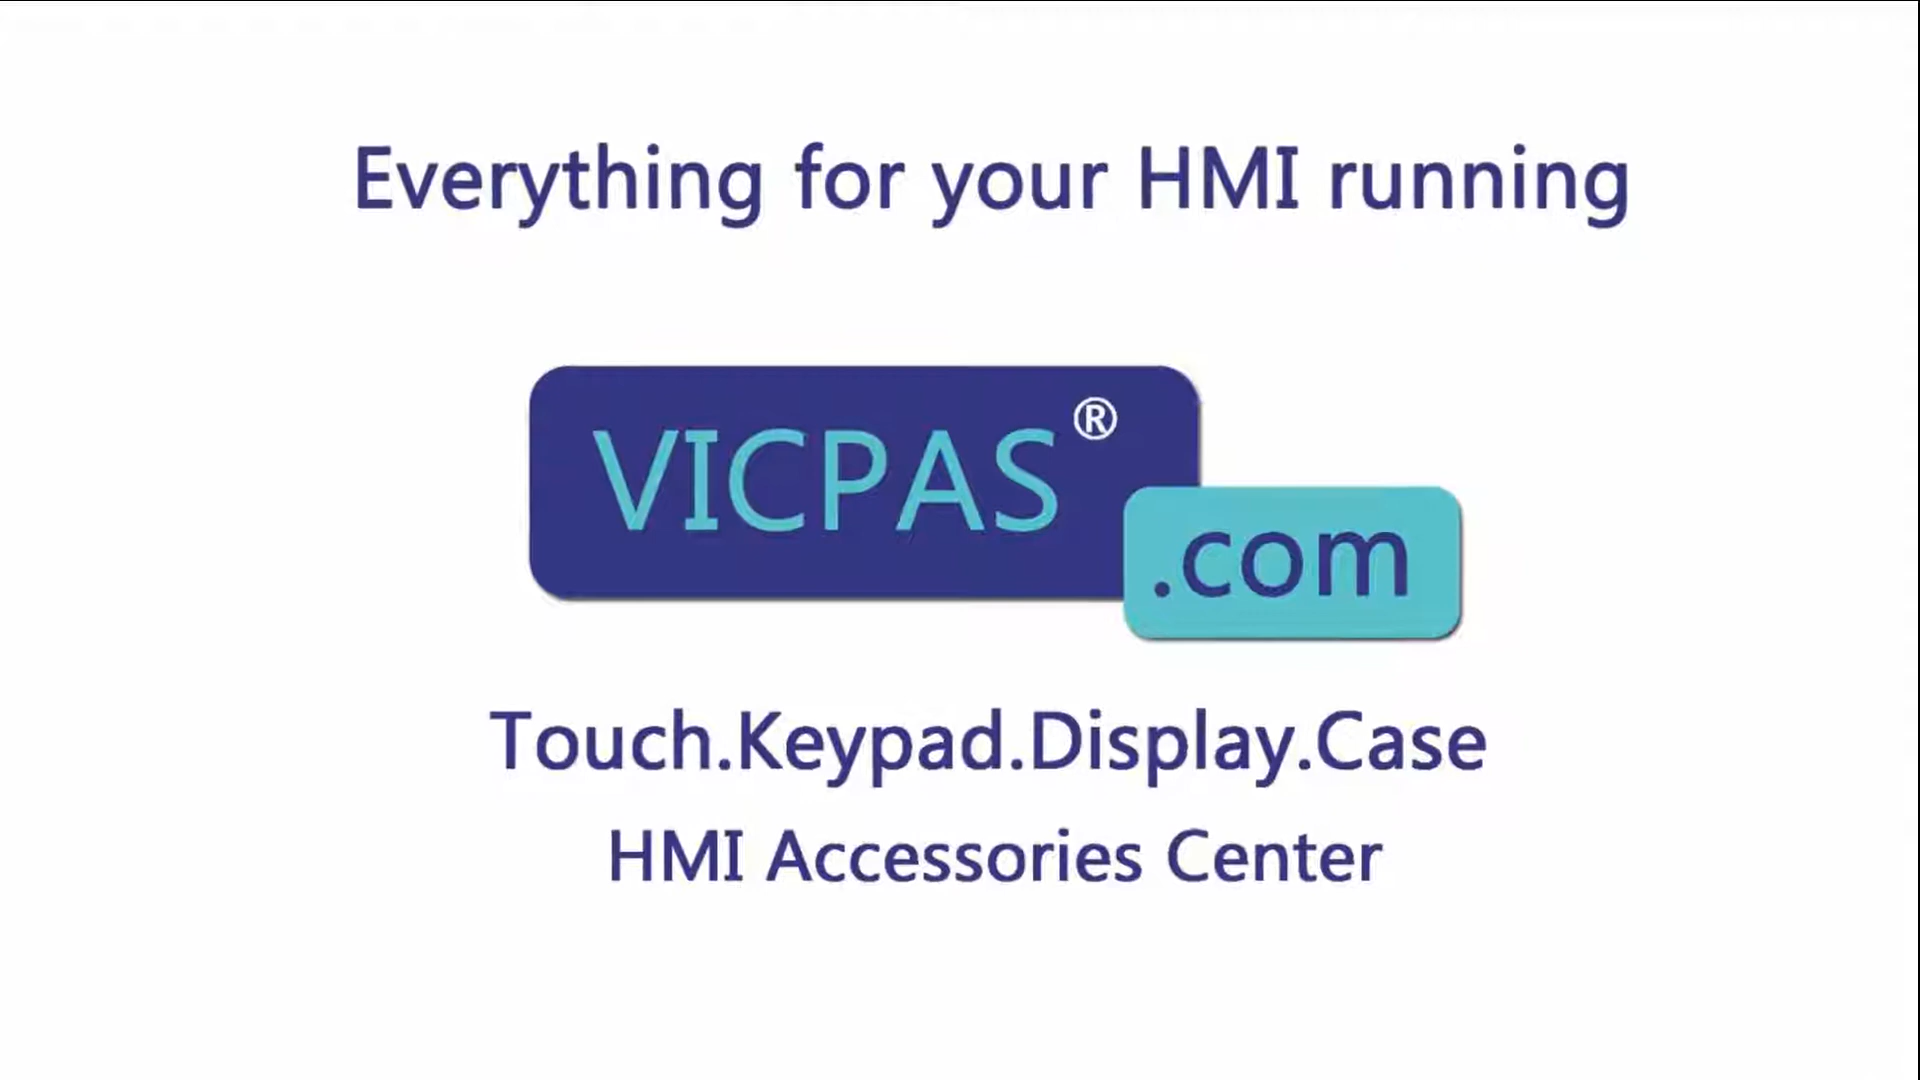 Everything for your HMI running
VICPAS®
.com
Touch.Keypad.Display.Case
HMI Accessories Center